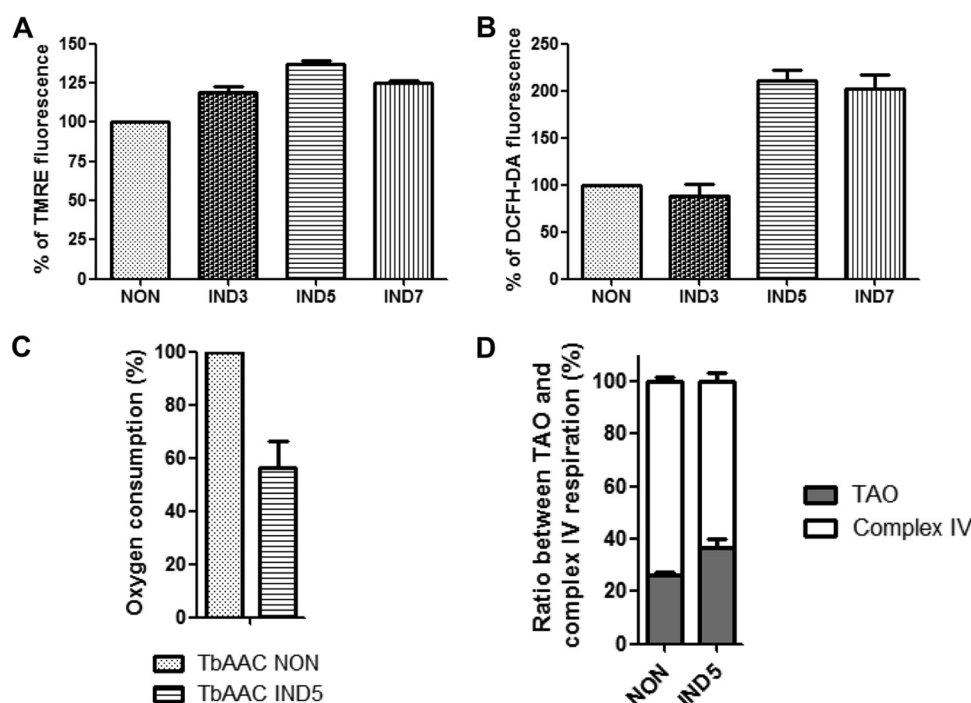 A
% of TMRE fluorescence
150
125
100
75
50
25
0
NON IND3 IND5 IND7
B
% of DCFH-DA fluorescence
250
200
150
100
50
0
NON IND3 IND5 IND7
C
Oxygen consumption (%)
100
80
60
40
20
0
TbAAC NON
TbAAC IND5
D
Ratio between TAO and
complex IV respiration (%)
100
80
60
40
20
0
NON IND5
TAO
Complex IV